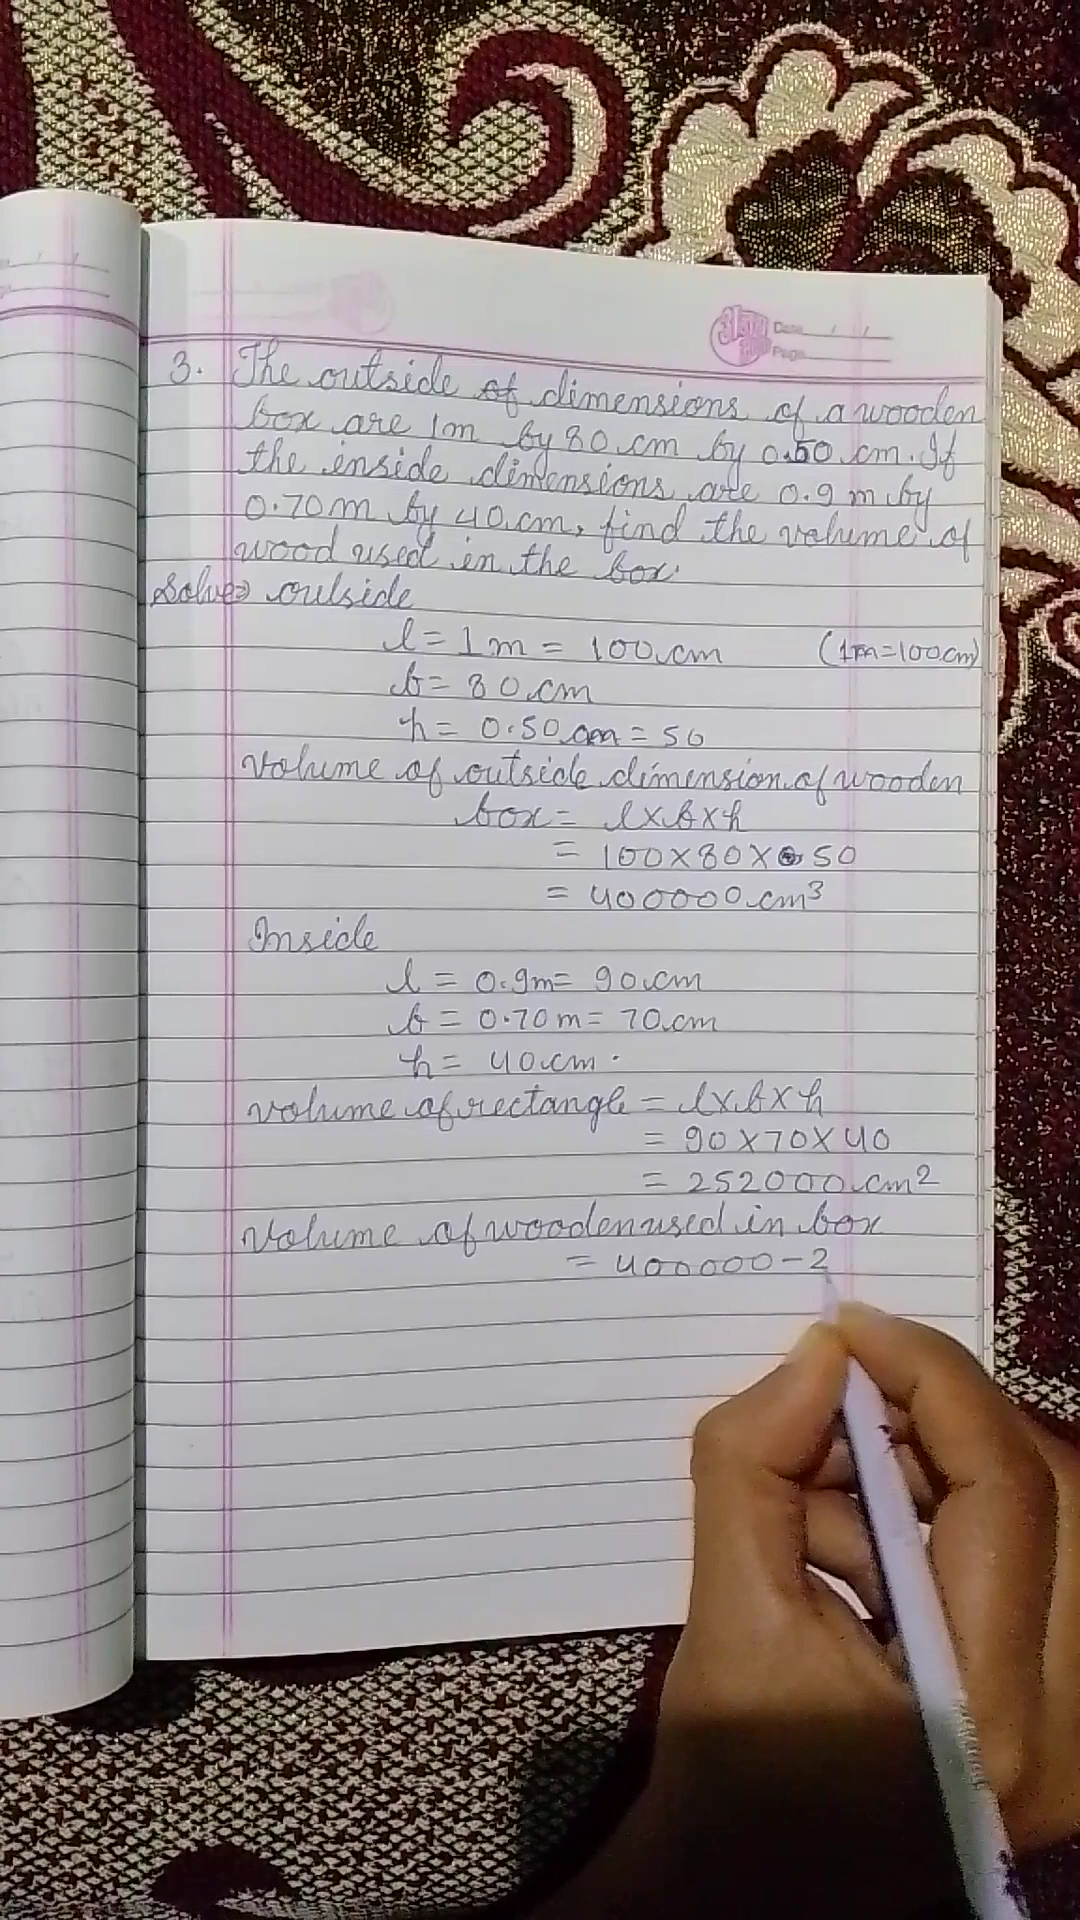 Date / /
Page
3. The outside of dimensions of a wooden
box are 1m by 80 cm by 0.50 cm. If
the inside dimensions are 0.9 m by
0.70m by 40 cm, find the volume of
wood used in the box.
Solve⇒ outside
l = 1m = 100 cm (1m=100cm)
b = 80 cm
h = 0.50 cm = 50
Volume of outside dimension of wooden
box = l×b×h
= 100×80× 50
= 400000 cm³
Inside
l = 0.9m = 90 cm
b = 0.70m = 70 cm
h = 40 cm.
Volume of rectangle = l×b×h
= 90×70×40
= 252000 cm²
Volume of wooden used in box
= 400000-2